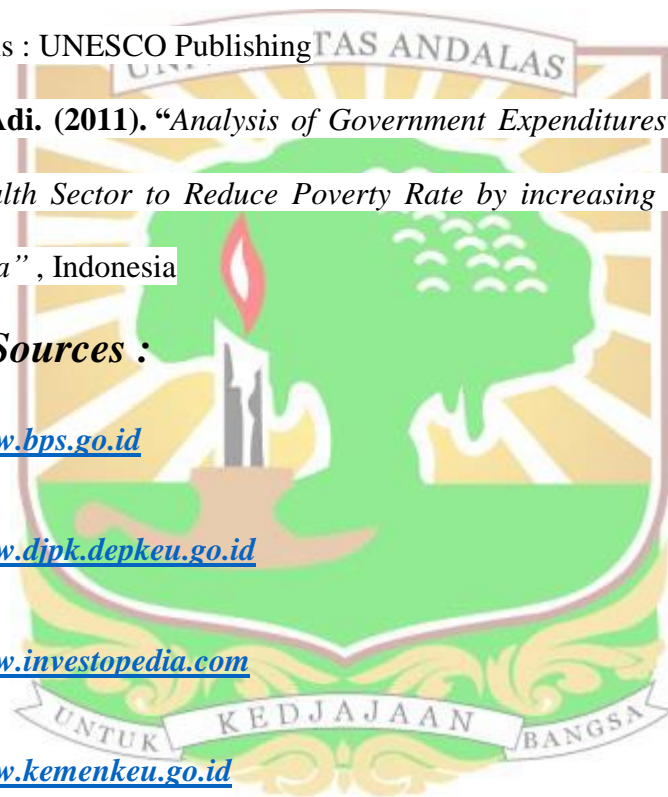 s : UNESCO Publishing
TAS ANDALAS
Adi. (2011). “Analysis of Government Expenditures
alth Sector to Reduce Poverty Rate by increasing
a” , Indonesia
Sources :
w.bps.go.id
w.djpk.depkeu.go.id
w.investopedia.com
UNTUK KEDJAJAAN BANGSA
w.kemenkeu.go.id